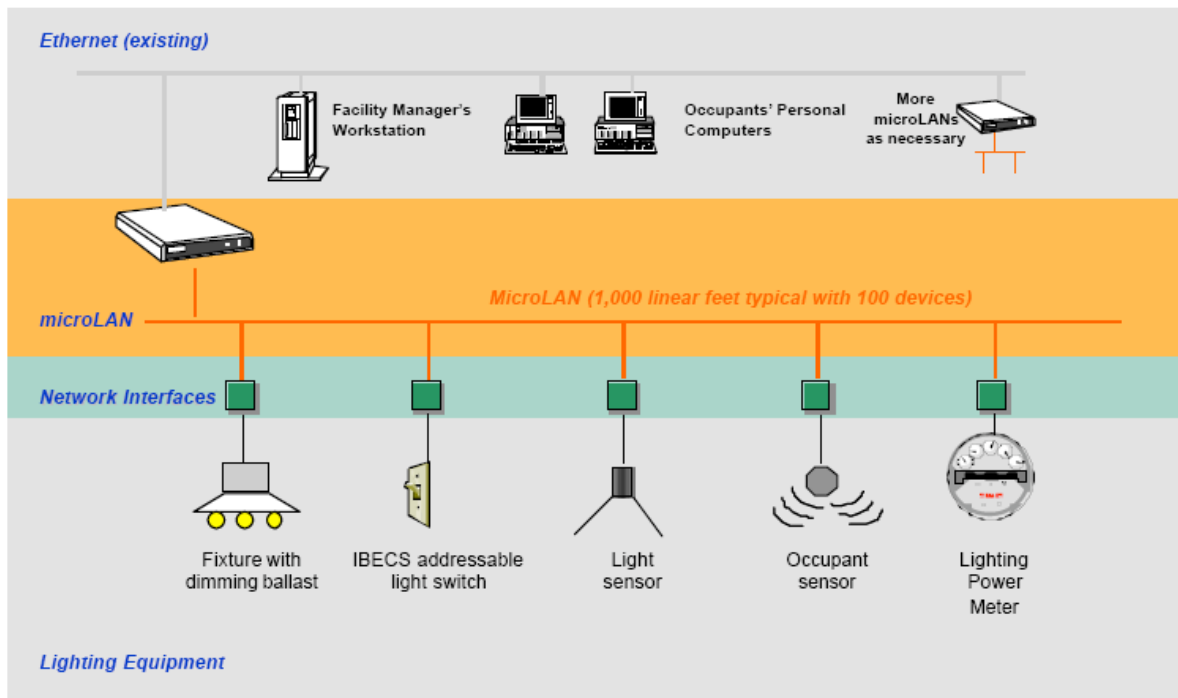 Ethernet (existing)
Facility Manager's
Workstation
Occupants' Personal
Computers
More
microLANs
as necessary
MicroLAN (1,000 linear feet typical with 100 devices)
microLAN
Network Interfaces
Fixture with
dimming ballast
IBECS addressable
light switch
Light
sensor
Occupant
sensor
Lighting
Power
Meter
Lighting Equipment